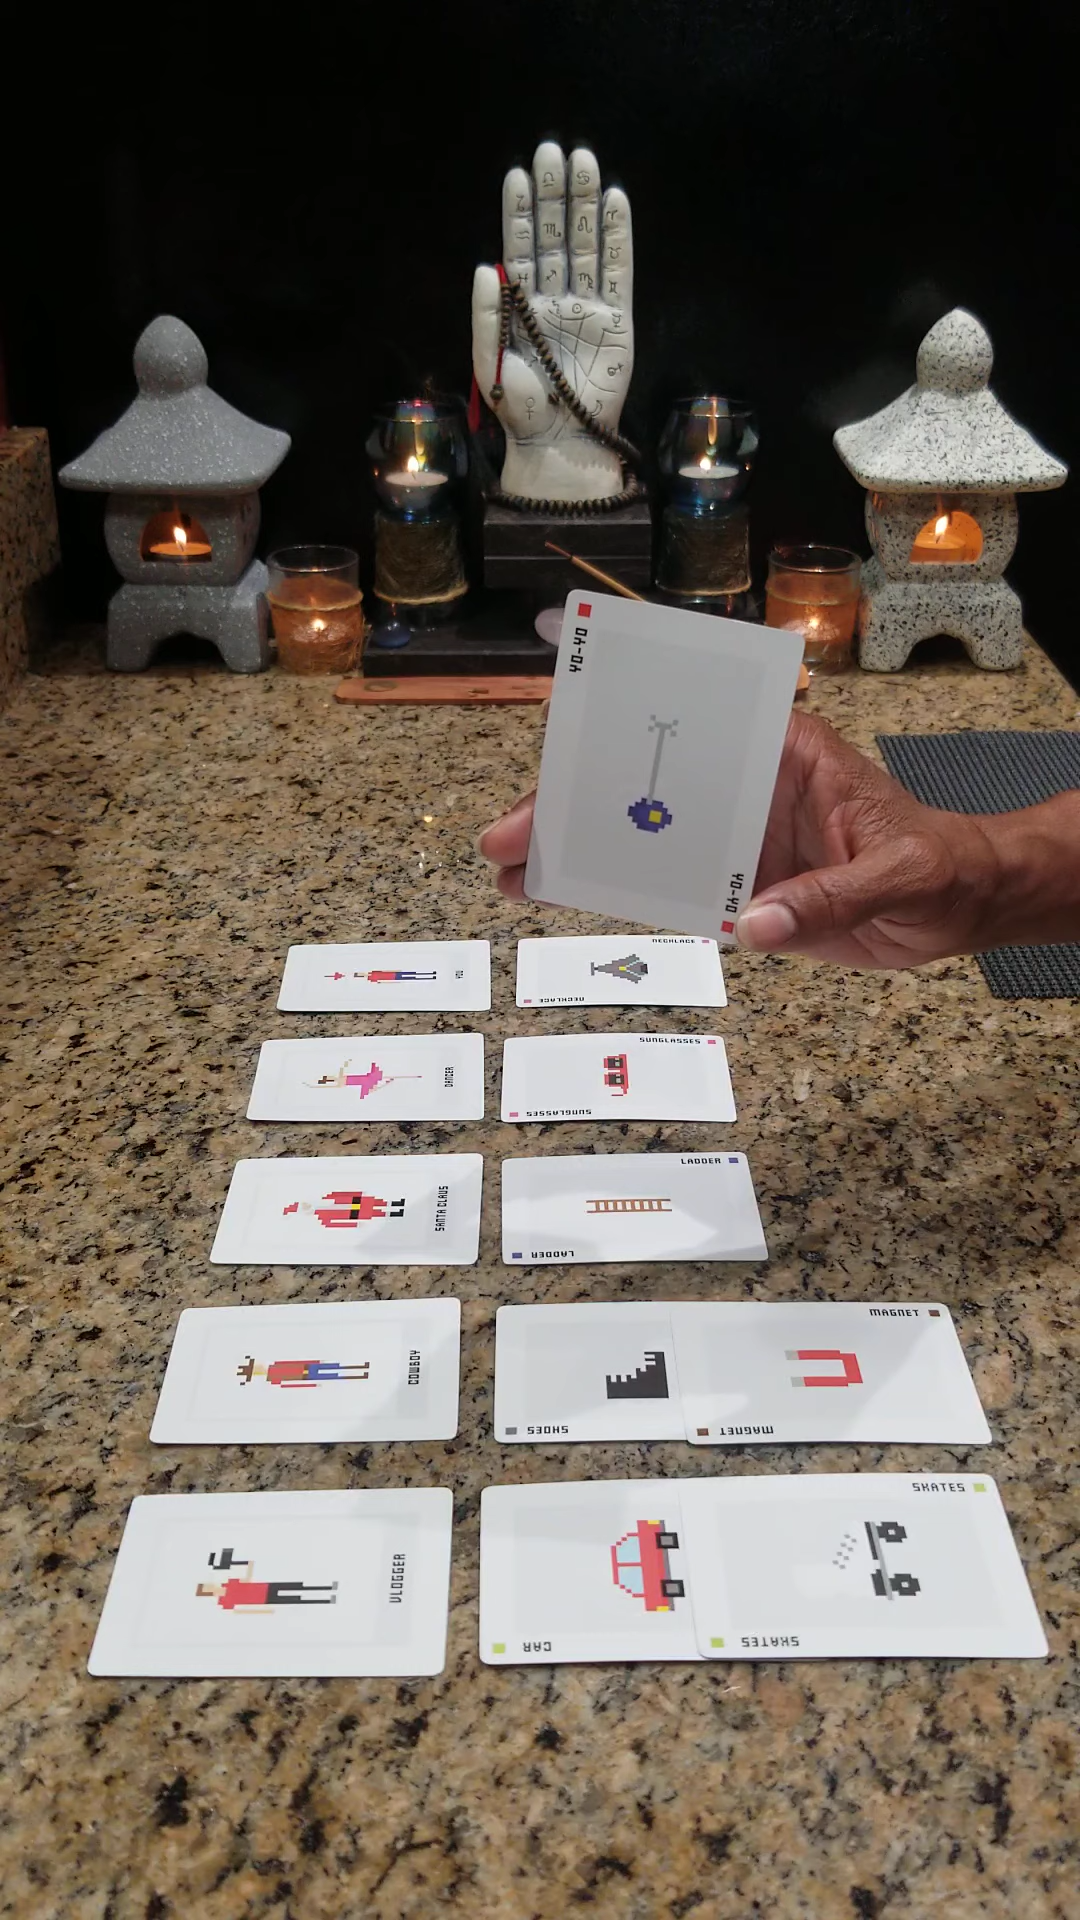 YO-YO
YO-YO
YOU
NECKLACE
NECKLACE
DANCER
SUNGLASSES
SUNGLASSES
SANTA CLAUS
LADDER
LADDER
COWBOY
SHOES
MAGNET
MAGNET
VLOGGER
CAR
SKATES
SKATES